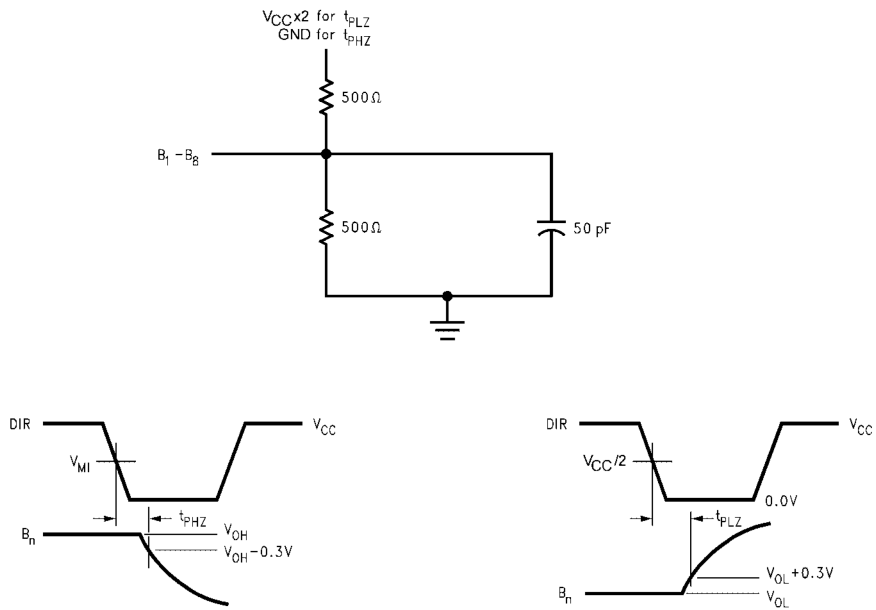 VCCx2 for tPLZ
GND for tPHZ
500Ω
B1 – B8
500Ω
50 pF
DIR
VCC
VMI
tPHZ
Bn
VOH
VOH – 0.3V
DIR
VCC
VCC/2
0.0V
tPLZ
VOL + 0.3V
Bn
VOL